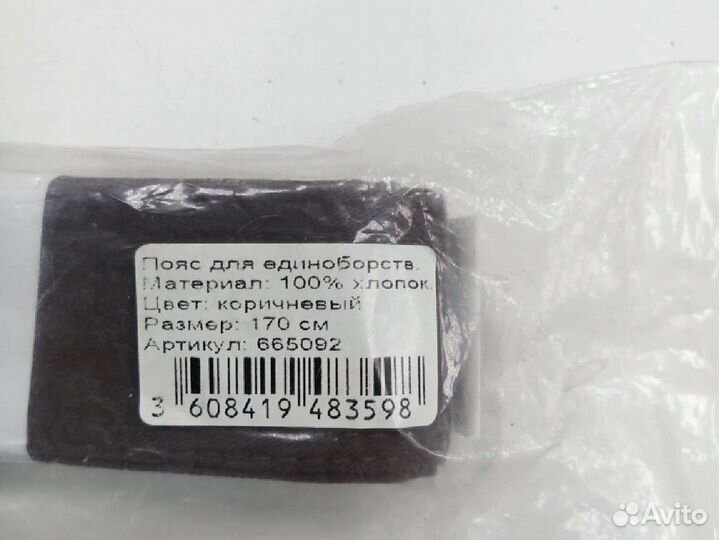 Пояс для единоборств.
Материал: 100% хлопок.
Цвет: коричневый
Размер: 170 см
Артикул: 665092
3 608419 483598
Avito